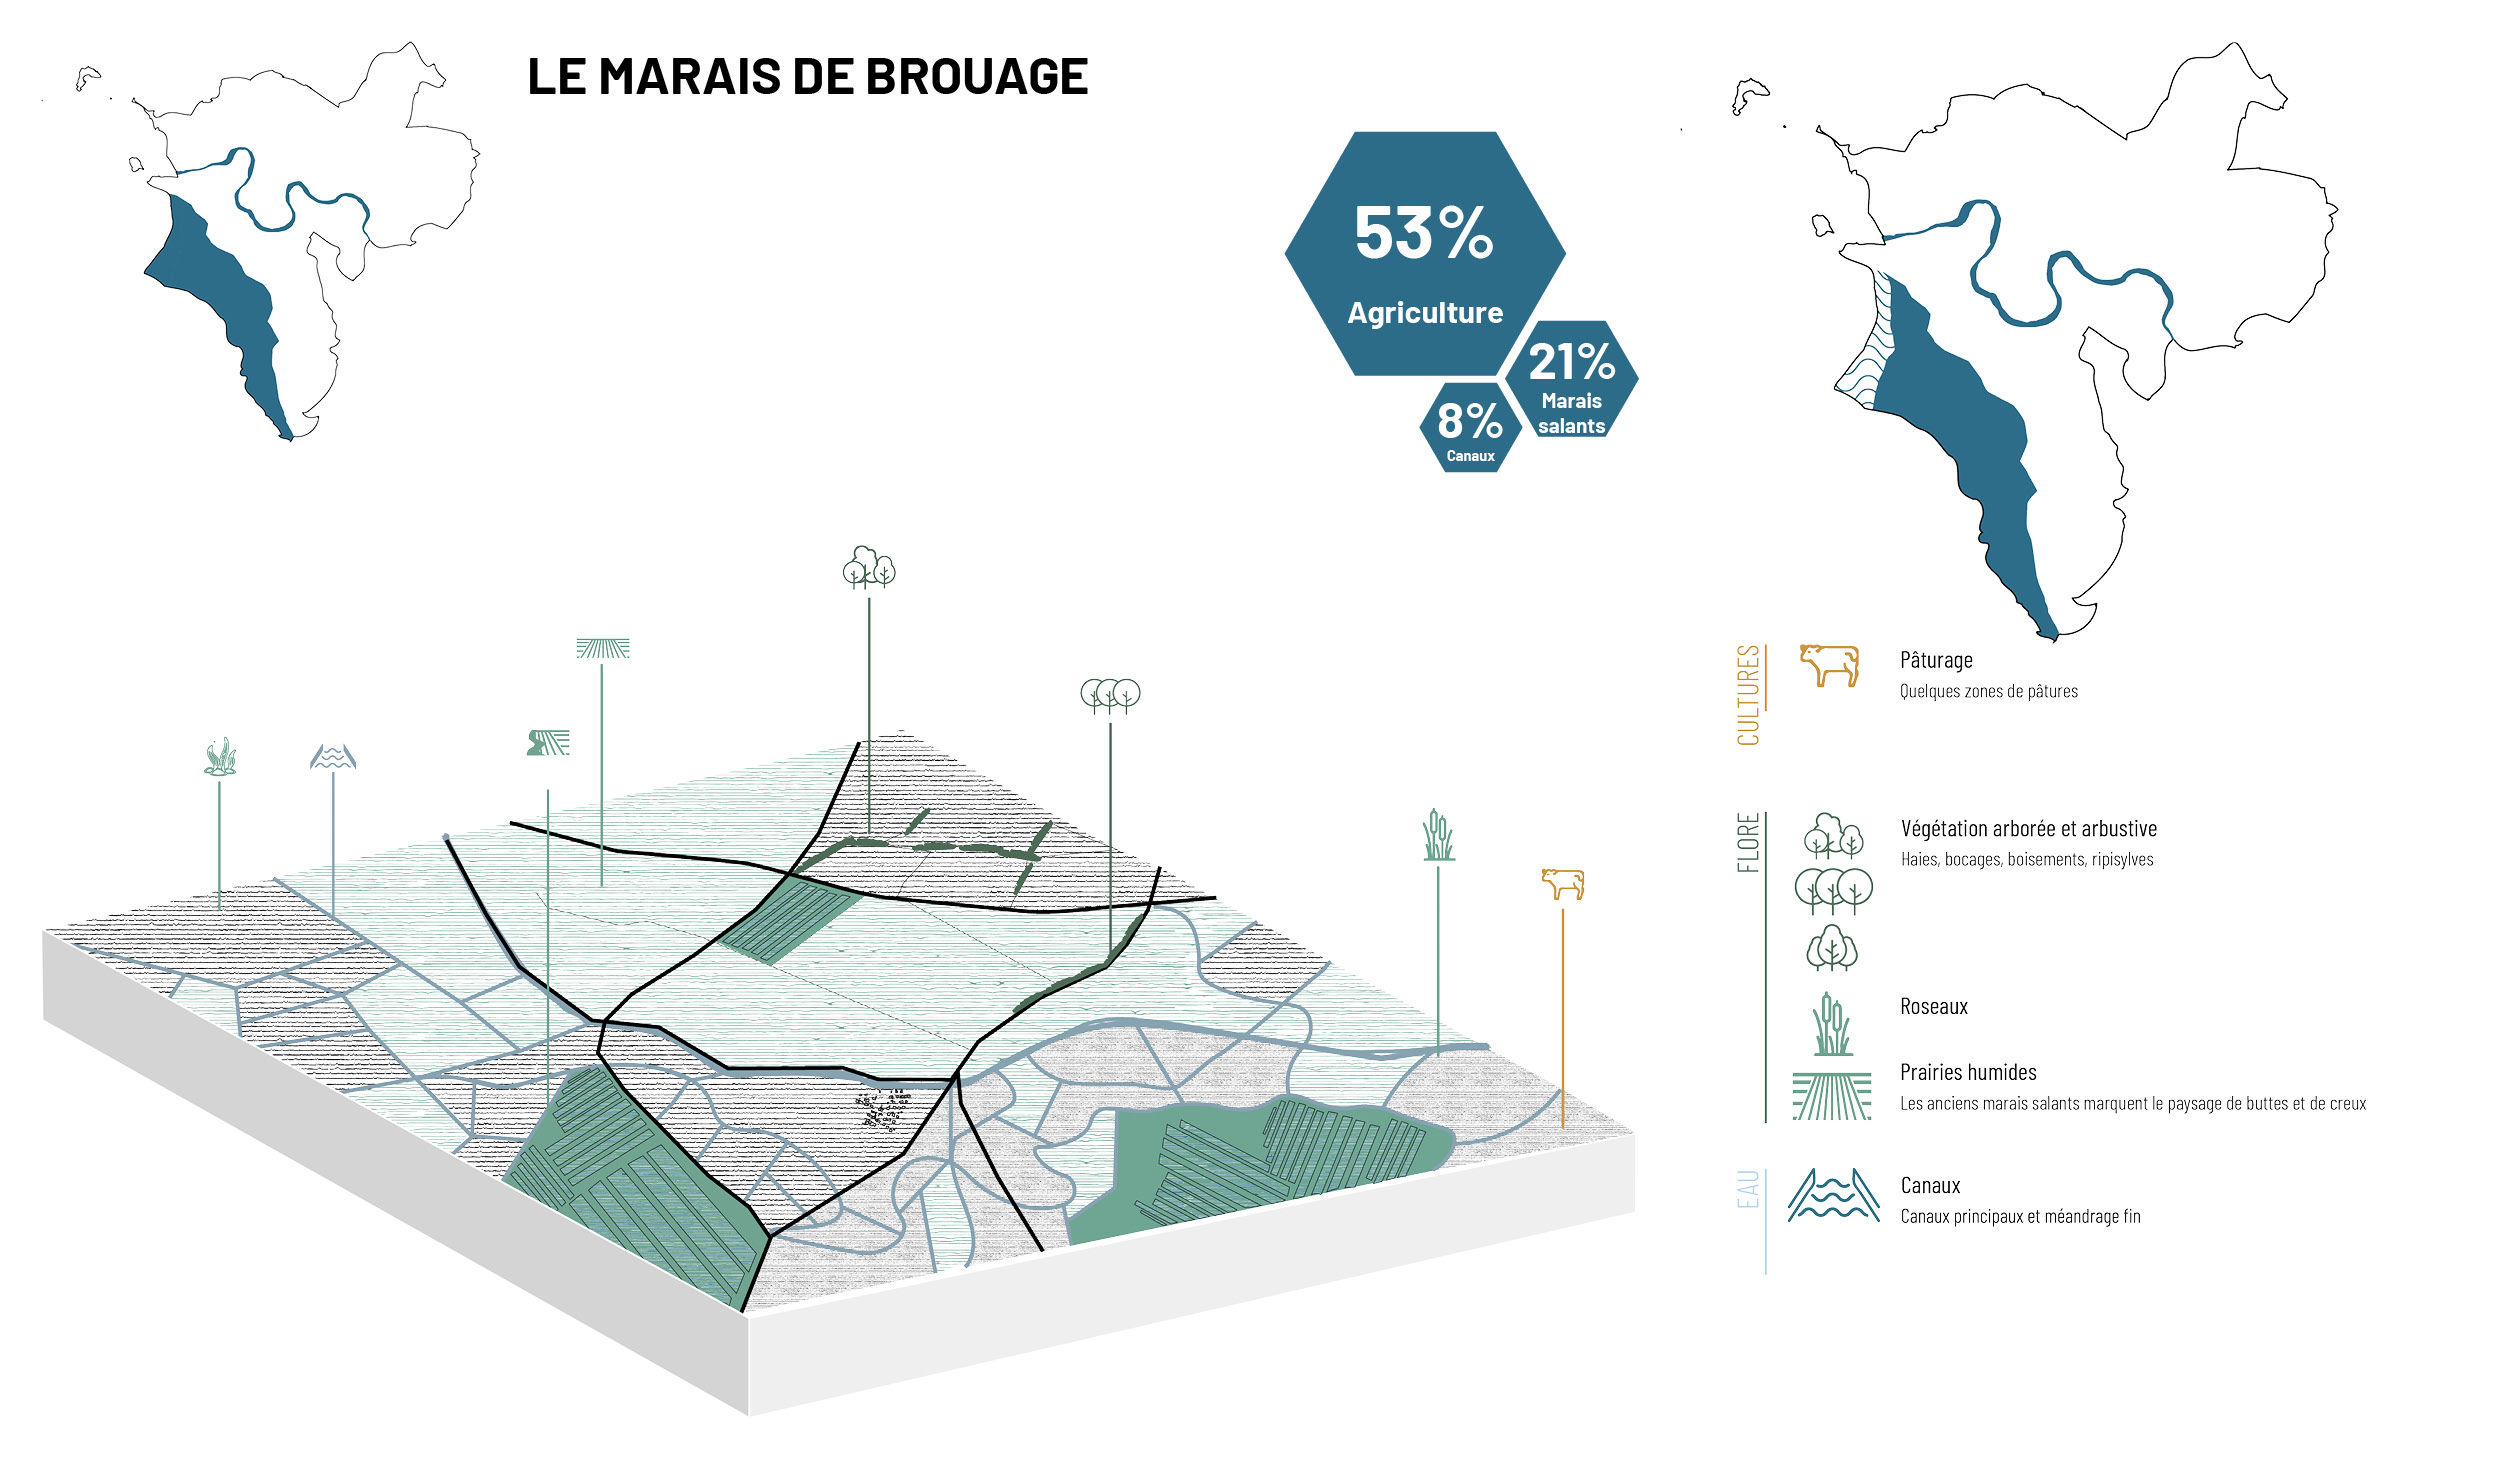 LE MARAIS DE BROUAGE
53%
Agriculture
21%
Marais
salants
8%
Canaux
CULTURES
Pâturage
Quelques zones de pâtures
FLORE
Végétation arborée et arbustive
Haies, bocages, boisements, ripisylves
Roseaux
Prairies humides
Les anciens marais salants marquent le paysage de buttes et de creux
EAU
Canaux
Canaux principaux et méandrage fin